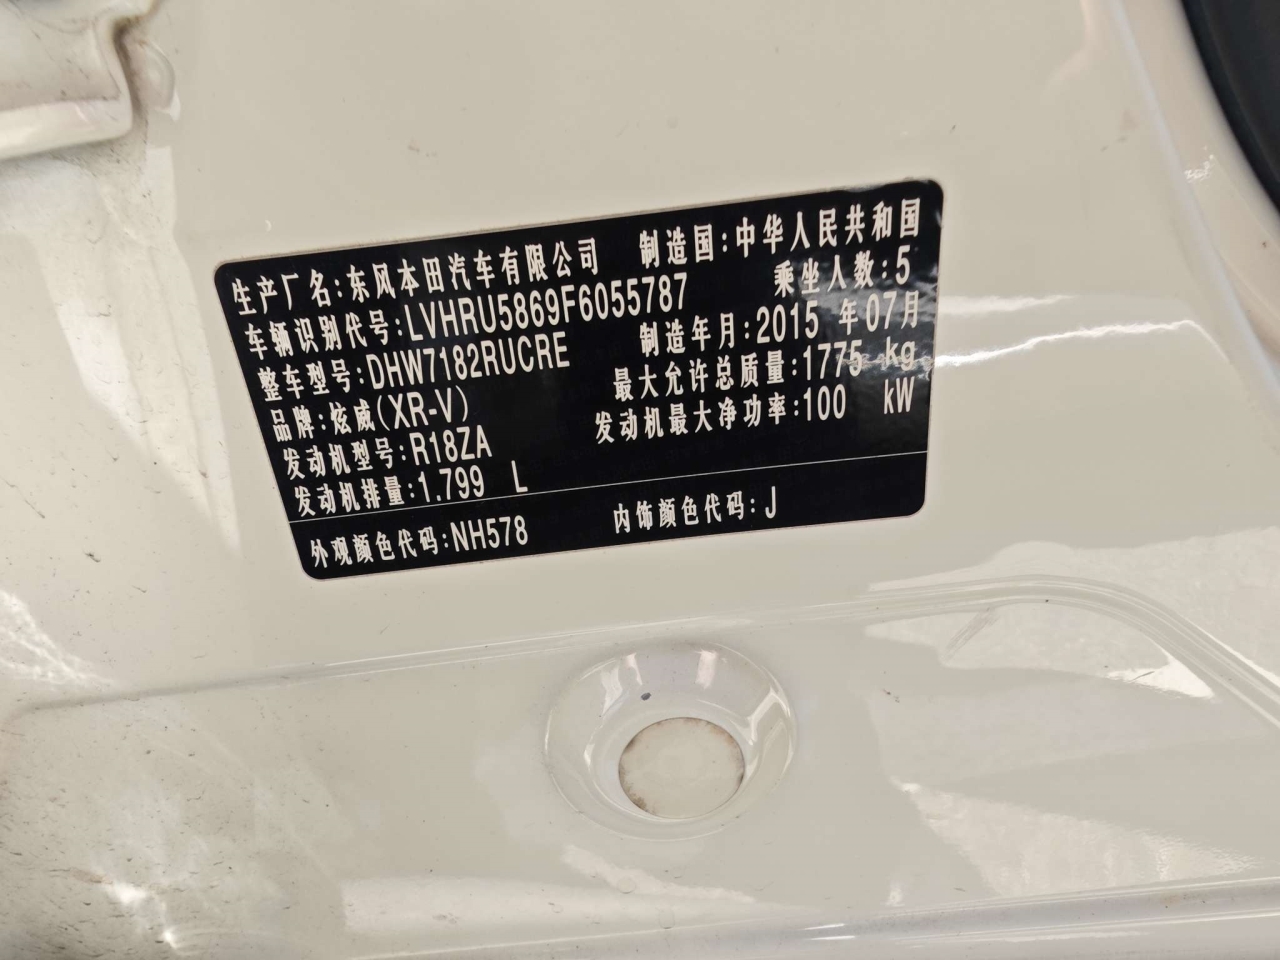 生产厂名:东风本田汽车有限公司 制造国:中华人民共和国
车辆识别代号:LVHRU5869F6055787 乘坐人数:5
整车型号:DHW7182RUCRE 制造年月:2015 年07月
品牌:炫威(XR-V) 最大允许总质量:1775 kg
发动机型号:R18ZA 发动机最大净功率:100 kW
发动机排量:1.799 L
外观颜色代码:NH578 内饰颜色代码:J